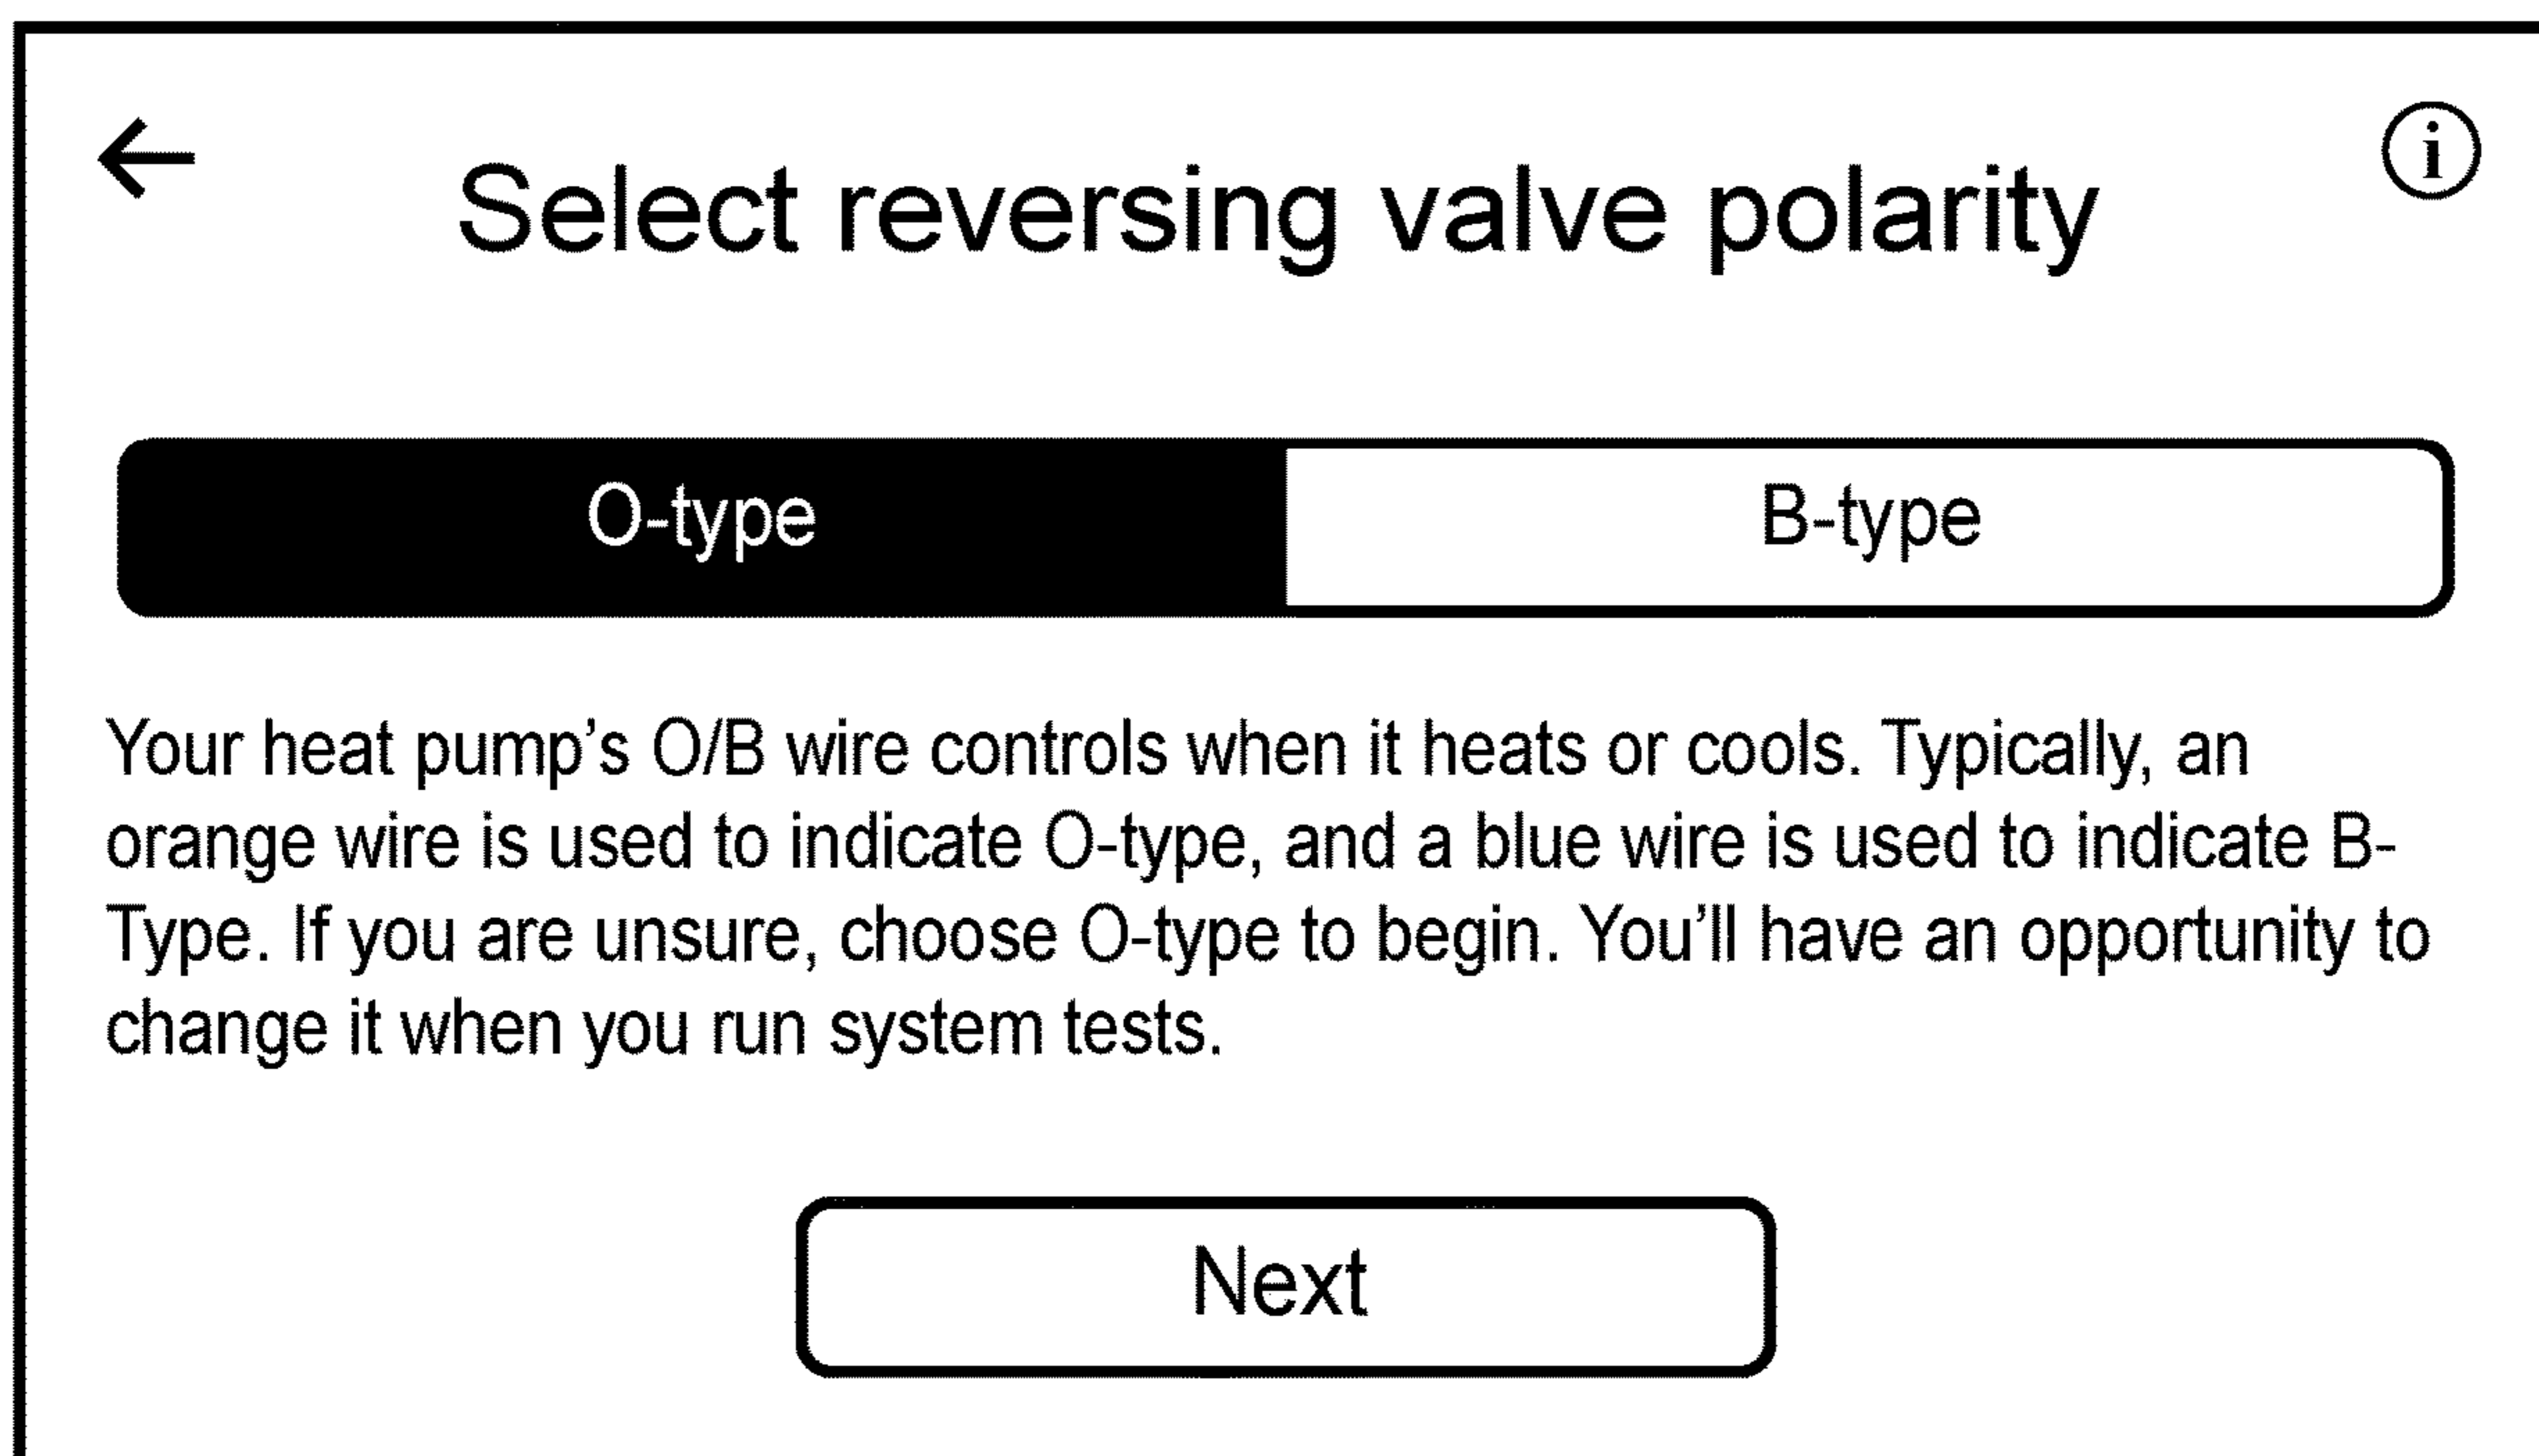 Select reversing valve polarity
i
O-type
B-type
Your heat pump’s O/B wire controls when it heats or cools. Typically, an
orange wire is used to indicate O-type, and a blue wire is used to indicate B-
Type. If you are unsure, choose O-type to begin. You’ll have an opportunity to
change it when you run system tests.
Next